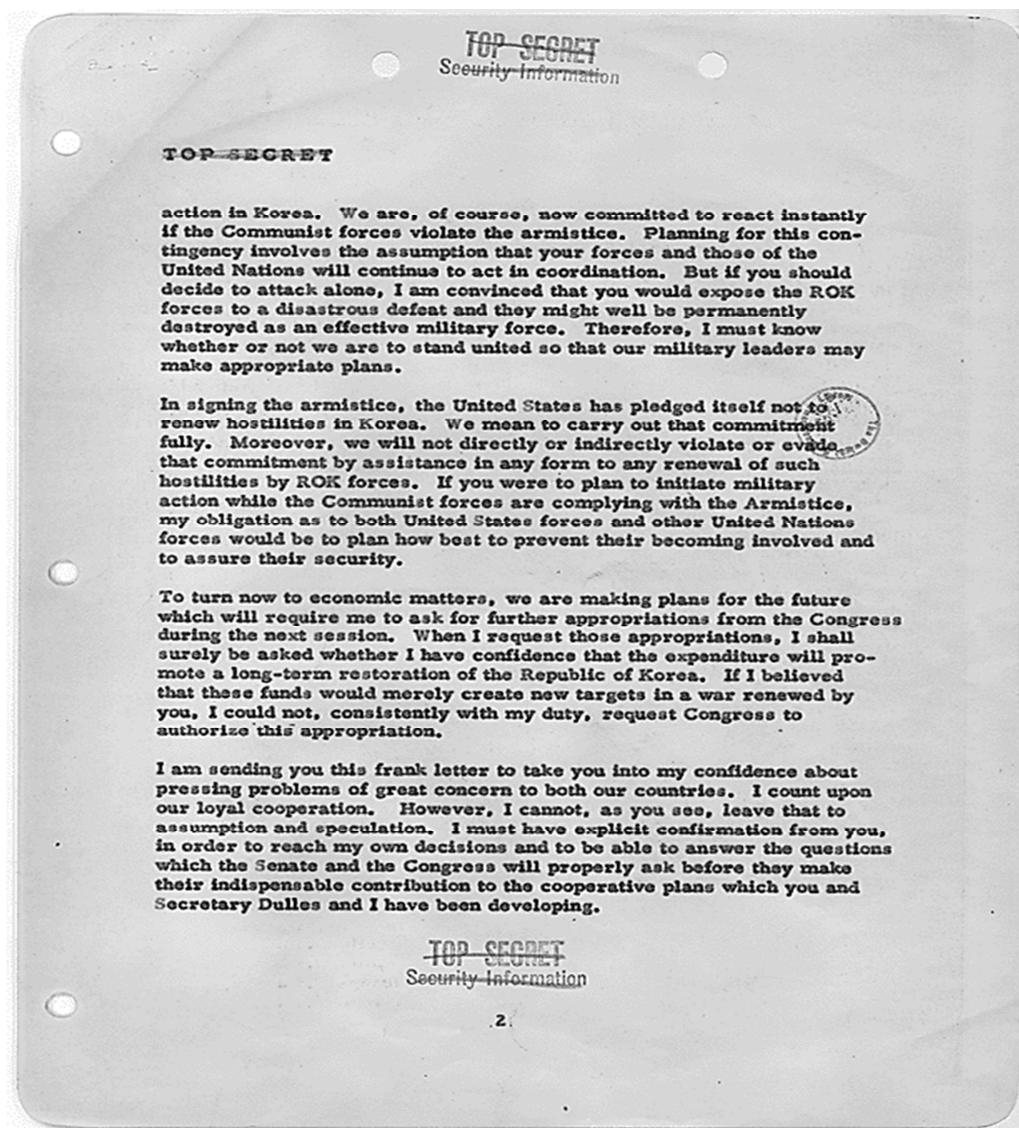 TOP SECRET
Security Information
TOP SECRET
action in Korea. We are, of course, now committed to react instantly
if the Communist forces violate the armistice. Planning for this con-
tingency involves the assumption that your forces and those of the
United Nations will continue to act in coordination. But if you should
decide to attack alone, I am convinced that you would expose the ROK
forces to a disastrous defeat and they might well be permanently
destroyed as an effective military force. Therefore, I must know
whether or not we are to stand united so that our military leaders may
make appropriate plans.
In signing the armistice, the United States has pledged itself not to
renew hostilities in Korea. We mean to carry out that commitment
fully. Moreover, we will not directly or indirectly violate or evade
that commitment by assistance in any form to any renewal of such
hostilities by ROK forces. If you were to plan to initiate military
action while the Communist forces are complying with the Armistice,
my obligation as to both United States forces and other United Nations
forces would be to plan how best to prevent their becoming involved and
to assure their security.
To turn now to economic matters, we are making plans for the future
which will require me to ask for further appropriations from the Congress
during the next session. When I request those appropriations, I shall
surely be asked whether I have confidence that the expenditure will pro-
mote a long-term restoration of the Republic of Korea. If I believed
that these funds would merely create new targets in a war renewed by
you, I could not, consistently with my duty, request Congress to
authorize this appropriation.
I am sending you this frank letter to take you into my confidence about
pressing problems of great concern to both our countries. I count upon
our loyal cooperation. However, I cannot, as you see, leave that to
assumption and speculation. I must have explicit confirmation from you,
in order to reach my own decisions and to be able to answer the questions
which the Senate and the Congress will properly ask before they make
their indispensable contribution to the cooperative plans which you and
Secretary Dulles and I have been developing.
TOP SECRET
Security Information
2